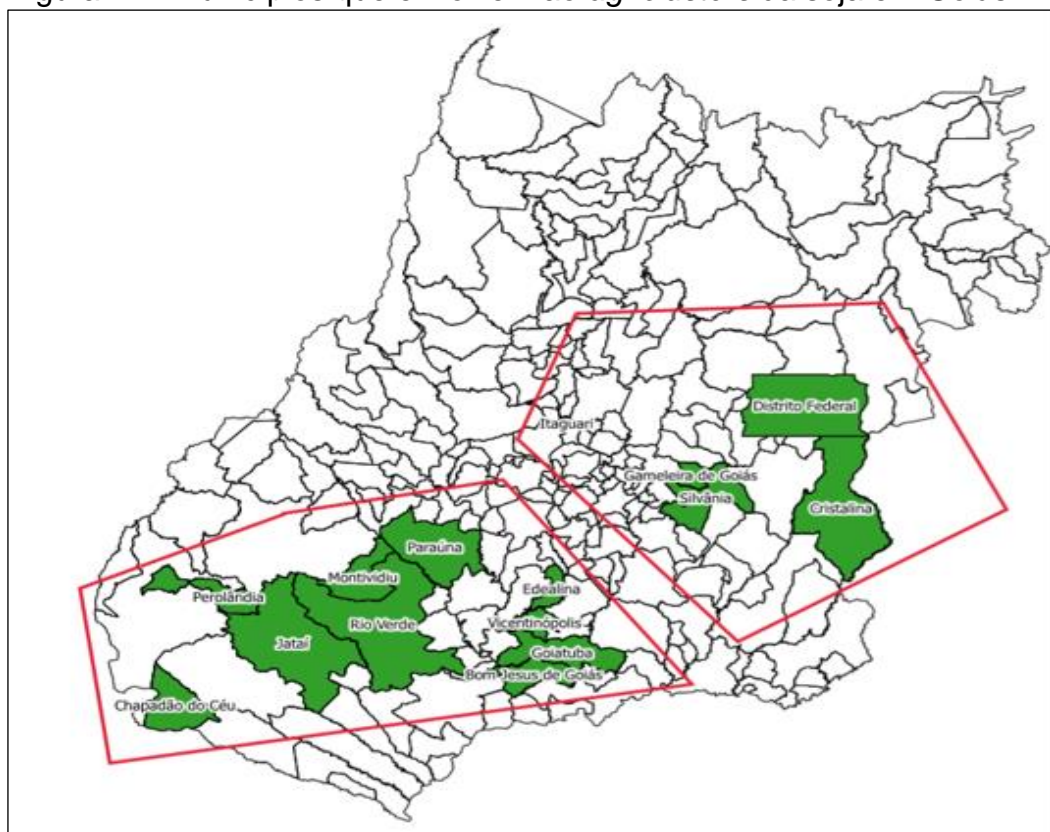 Distrito Federal
Itaguari
Gameleira de Goiás
Silvânia
Cristalina
Paraúna
Montividiu
Perolândia
Edealina
Rio Verde
Vicentinópolis
Jataí
Goiatuba
Bom Jesus de Goiás
Chapadão do Céu